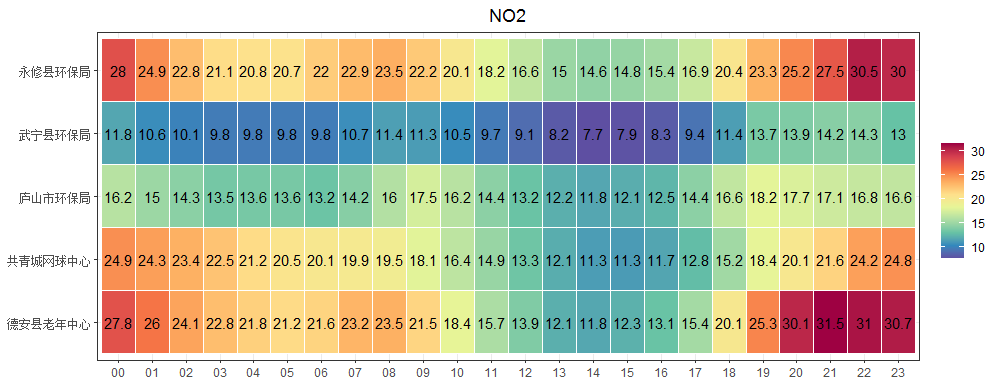 NO2
永修县环保局 28 24.9 22.8 21.1 20.8 20.7 22 22.9 23.5 22.2 20.1 18.2 16.6 15 14.6 14.8 15.4 16.9 20.4 23.3 25.2 27.5 30.5 30
武宁县环保局 11.8 10.6 10.1 9.8 9.8 9.8 9.8 10.7 11.4 11.3 10.5 9.7 9.1 8.2 7.7 7.9 8.3 9.4 11.4 13.7 13.9 14.2 14.3 13
庐山市环保局 16.2 15 14.3 13.5 13.6 13.6 13.2 14.2 16 17.5 16.2 14.4 13.2 12.2 11.8 12.1 12.5 14.4 16.6 18.2 17.7 17.1 16.8 16.6
共青城网球中心 24.9 24.3 23.4 22.5 21.2 20.5 20.1 19.9 19.5 18.1 16.4 14.9 13.3 12.1 11.3 11.3 11.7 12.8 15.2 18.4 20.1 21.6 24.2 24.8
德安县老年中心 27.8 26 24.1 22.8 21.8 21.2 21.6 23.2 23.5 21.5 18.4 15.7 13.9 12.1 11.8 12.3 13.1 15.4 20.1 25.3 30.1 31.5 31 30.7
00 01 02 03 04 05 06 07 08 09 10 11 12 13 14 15 16 17 18 19 20 21 22 23
30
25
20
15
10